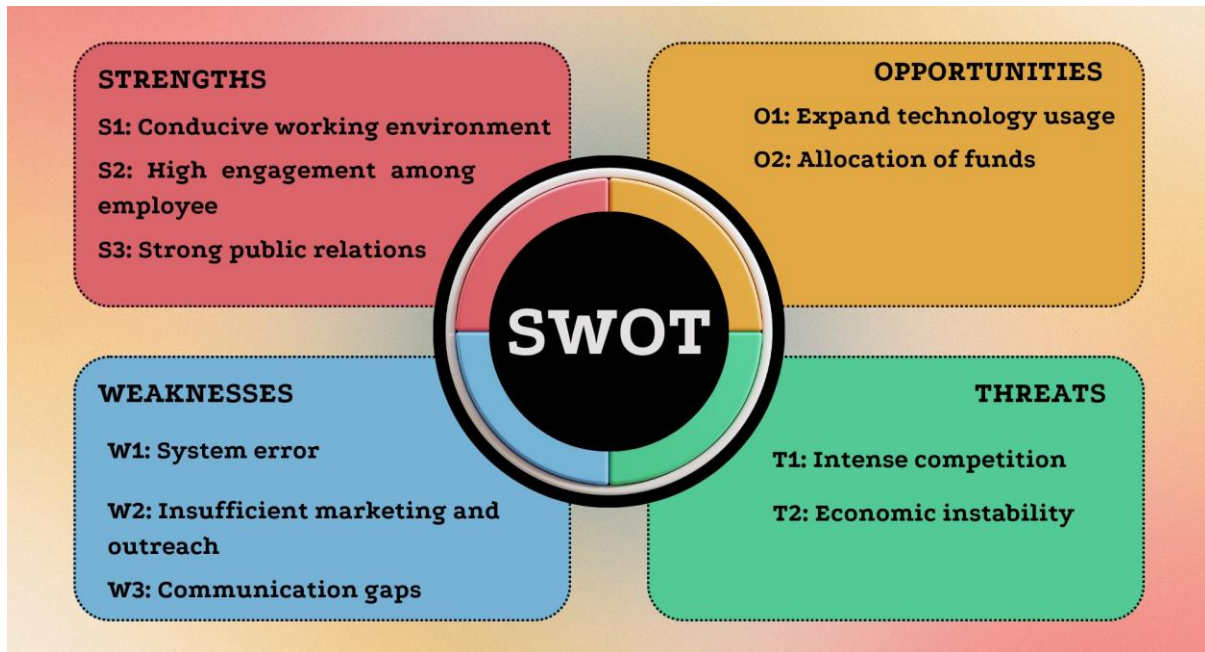 STRENGTHS
S1: Conducive working environment
S2: High engagement among
employee
S3: Strong public relations
OPPORTUNITIES
O1: Expand technology usage
O2: Allocation of funds
SWOT
WEAKNESSES
W1: System error
W2: Insufficient marketing and
outreach
W3: Communication gaps
THREATS
T1: Intense competition
T2: Economic instability